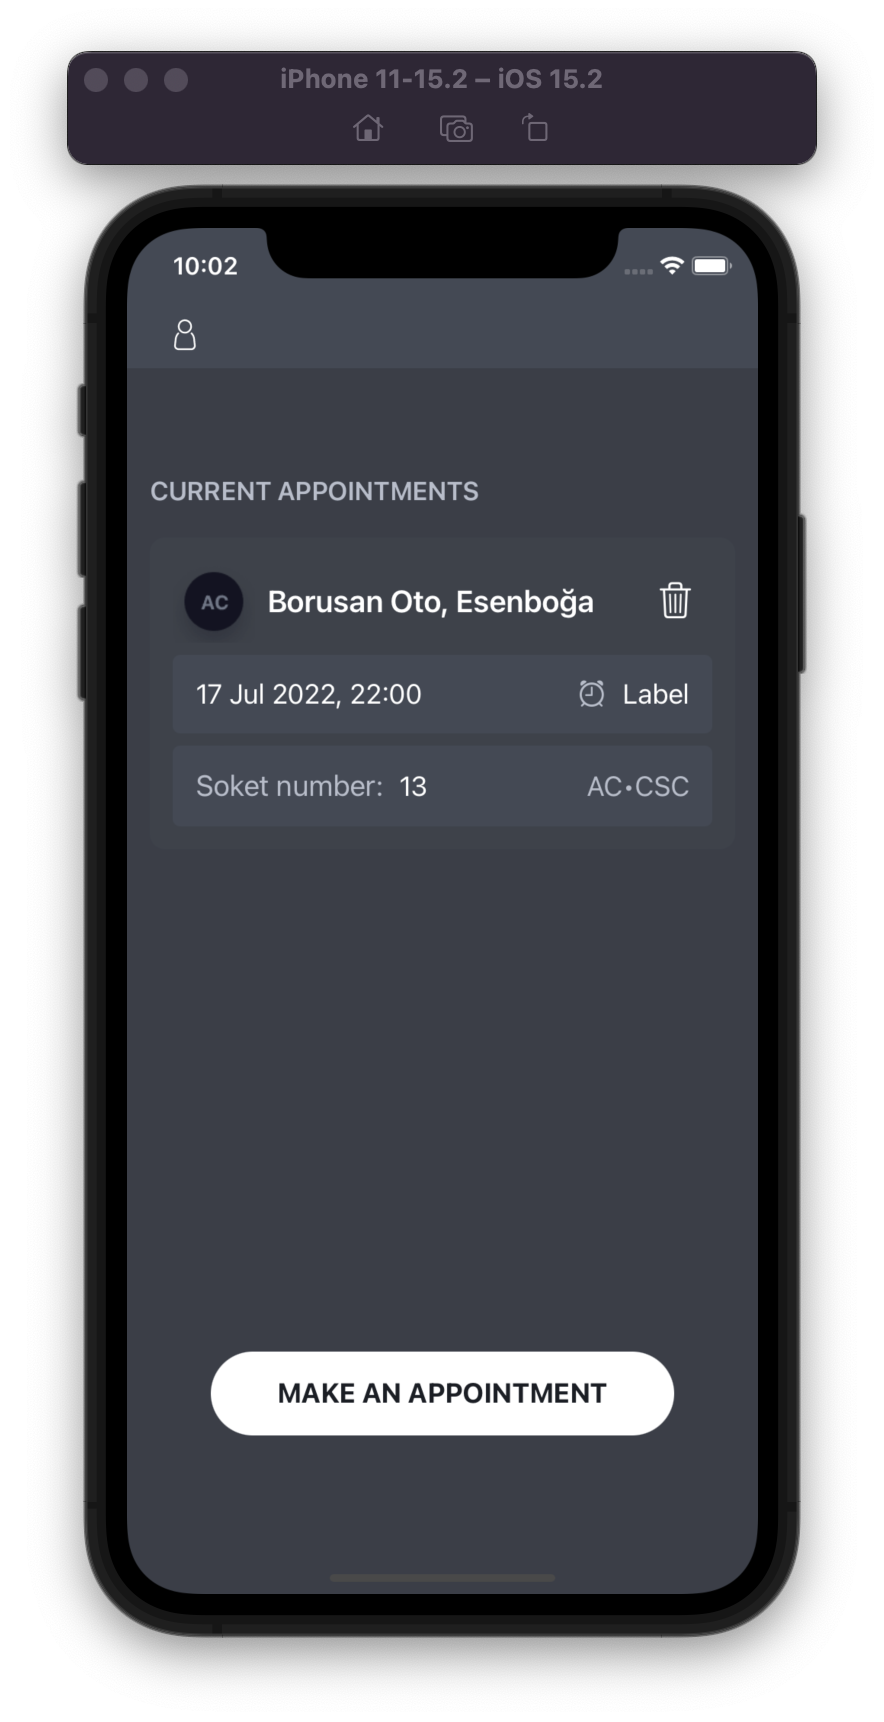 iPhone 11-15.2 – iOS 15.2
10:02
CURRENT APPOINTMENTS
AC Borusan Oto, Esenboğa
17 Jul 2022, 22:00 Label
Soket number: 13 AC•CSC
MAKE AN APPOINTMENT